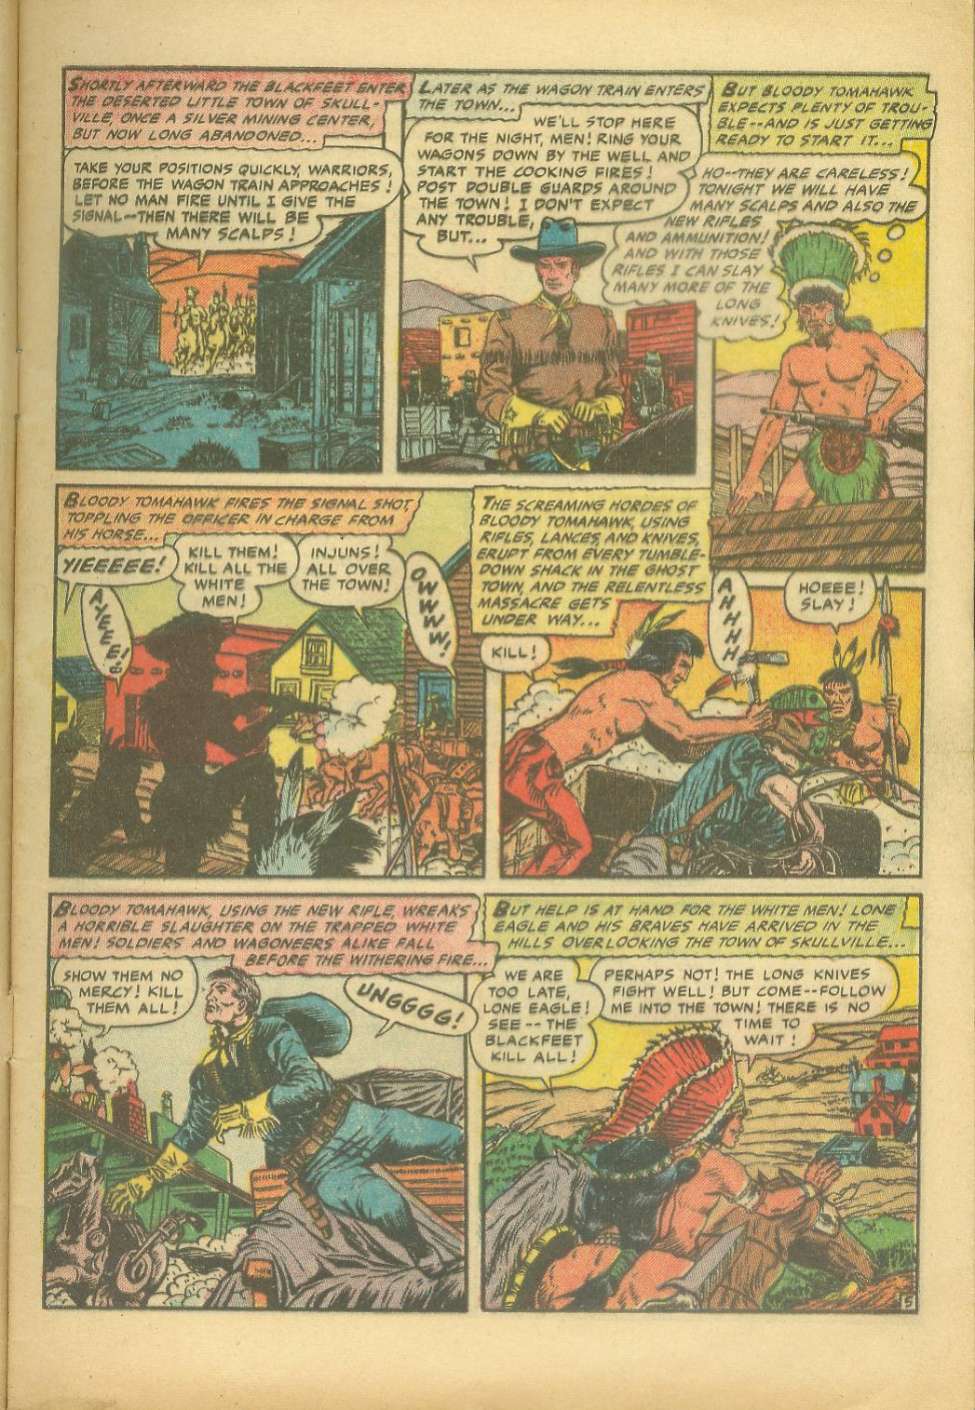 SHORTLY AFTERWARD THE BLACKFEET ENTER
THE DESERTED LITTLE TOWN OF SKULL-
VILLE, ONCE A SILVER MINING CENTER,
BUT NOW LONG ABANDONED...
TAKE YOUR POSITIONS QUICKLY, WARRIORS,
BEFORE THE WAGON TRAIN APPROACHES!
LET NO MAN FIRE UNTIL I GIVE THE
SIGNAL--THEN THERE WILL BE
MANY SCALPS!
LATER AS THE WAGON TRAIN ENTERS
THE TOWN...
WE'LL STOP HERE
FOR THE NIGHT, MEN! RING YOUR
WAGONS DOWN BY THE WELL AND
START THE COOKING FIRES!
POST DOUBLE GUARDS AROUND
THE TOWN! I DON'T EXPECT
ANY TROUBLE,
BUT...
BUT BLOODY TOMAHAWK
EXPECTS PLENTY OF TROU-
BLE--AND IS JUST GETTING
READY TO START IT...
HO--THEY ARE CARELESS!
TONIGHT WE WILL HAVE
MANY SCALPS AND ALSO THE
NEW RIFLES
AND AMMUNITION!
AND WITH THOSE
RIFLES I CAN SLAY
MANY MORE OF THE
LONG
KNIVES!
BLOODY TOMAHAWK FIRES THE SIGNAL SHOT,
TOPPLING THE OFFICER IN CHARGE FROM
HIS HORSE...
YIEEEEE!
AYEEEE!
KILL THEM!
KILL ALL THE
WHITE
MEN!
INJUNS!
ALL OVER
THE TOWN!
OWWWW!
THE SCREAMING HORDES OF
BLOODY TOMAHAWK, USING
RIFLES, LANCES, AND KNIVES,
ERUPT FROM EVERY TUMBLE-
DOWN SHACK IN THE GHOST
TOWN, AND THE RELENTLESS
MASSACRE GETS
UNDER WAY...
KILL!
AHHHH
HOEEE!
SLAY!
BLOODY TOMAHAWK, USING THE NEW RIFLE, WREAKS
A HORRIBLE SLAUGHTER ON THE TRAPPED WHITE
MEN! SOLDIERS AND WAGONEERS ALIKE FALL
BEFORE THE WITHERING FIRE...
SHOW THEM NO
MERCY! KILL
THEM ALL!
UNGGGG!
BUT HELP IS AT HAND FOR THE WHITE MEN! LONE
EAGLE AND HIS BRAVES HAVE ARRIVED IN THE
HILLS OVERLOOKING THE TOWN OF SKULLVILLE...
WE ARE
TOO LATE,
LONE EAGLE!
SEE -- THE
BLACKFEET
KILL ALL!
PERHAPS NOT! THE LONG KNIVES
FIGHT WELL! BUT COME--FOLLOW
ME INTO THE TOWN! THERE IS NO
TIME TO
WAIT!
5